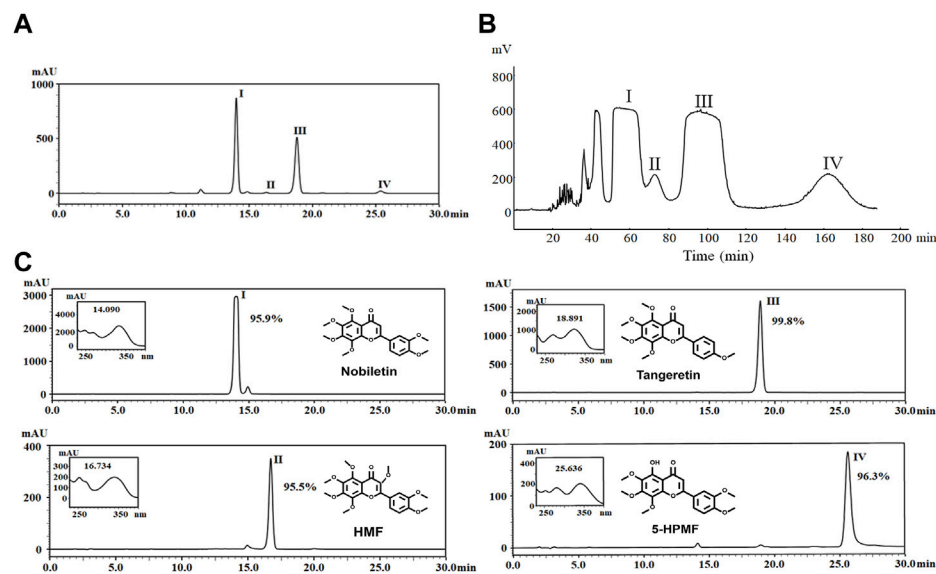 A
mAU
1000
500
0
I
II
III
IV
0.0 5.0 10.0 15.0 20.0 25.0 30.0 min
B
mV
800
600
400
200
0
I
II
III
IV
20 40 60 80 100 120 140 160 180 200 min
Time (min)
C
mAU
3000
2000
1000
0
mAU
14.090
4000
2000
0
250 350 nm
I
95.9%
Nobiletin
0.0 5.0 10.0 15.0 20.0 25.0 30.0 min
mAU
1500
1000
500
0
mAU
18.891
2000
1000
0
250 350 nm
III
99.8%
Tangeretin
0.0 5.0 10.0 15.0 20.0 25.0 30.0 min
mAU
400
200
0
mAU
16.734
300
200
100
0
250 350 nm
II
95.5%
HMF
0.0 5.0 10.0 15.0 20.0 25.0 30.0 min
mAU
200
100
0
mAU
25.636
400
200
0
250 350 nm
OH
IV
96.3%
5-HPMF
0.0 5.0 10.0 15.0 20.0 25.0 30.0 min